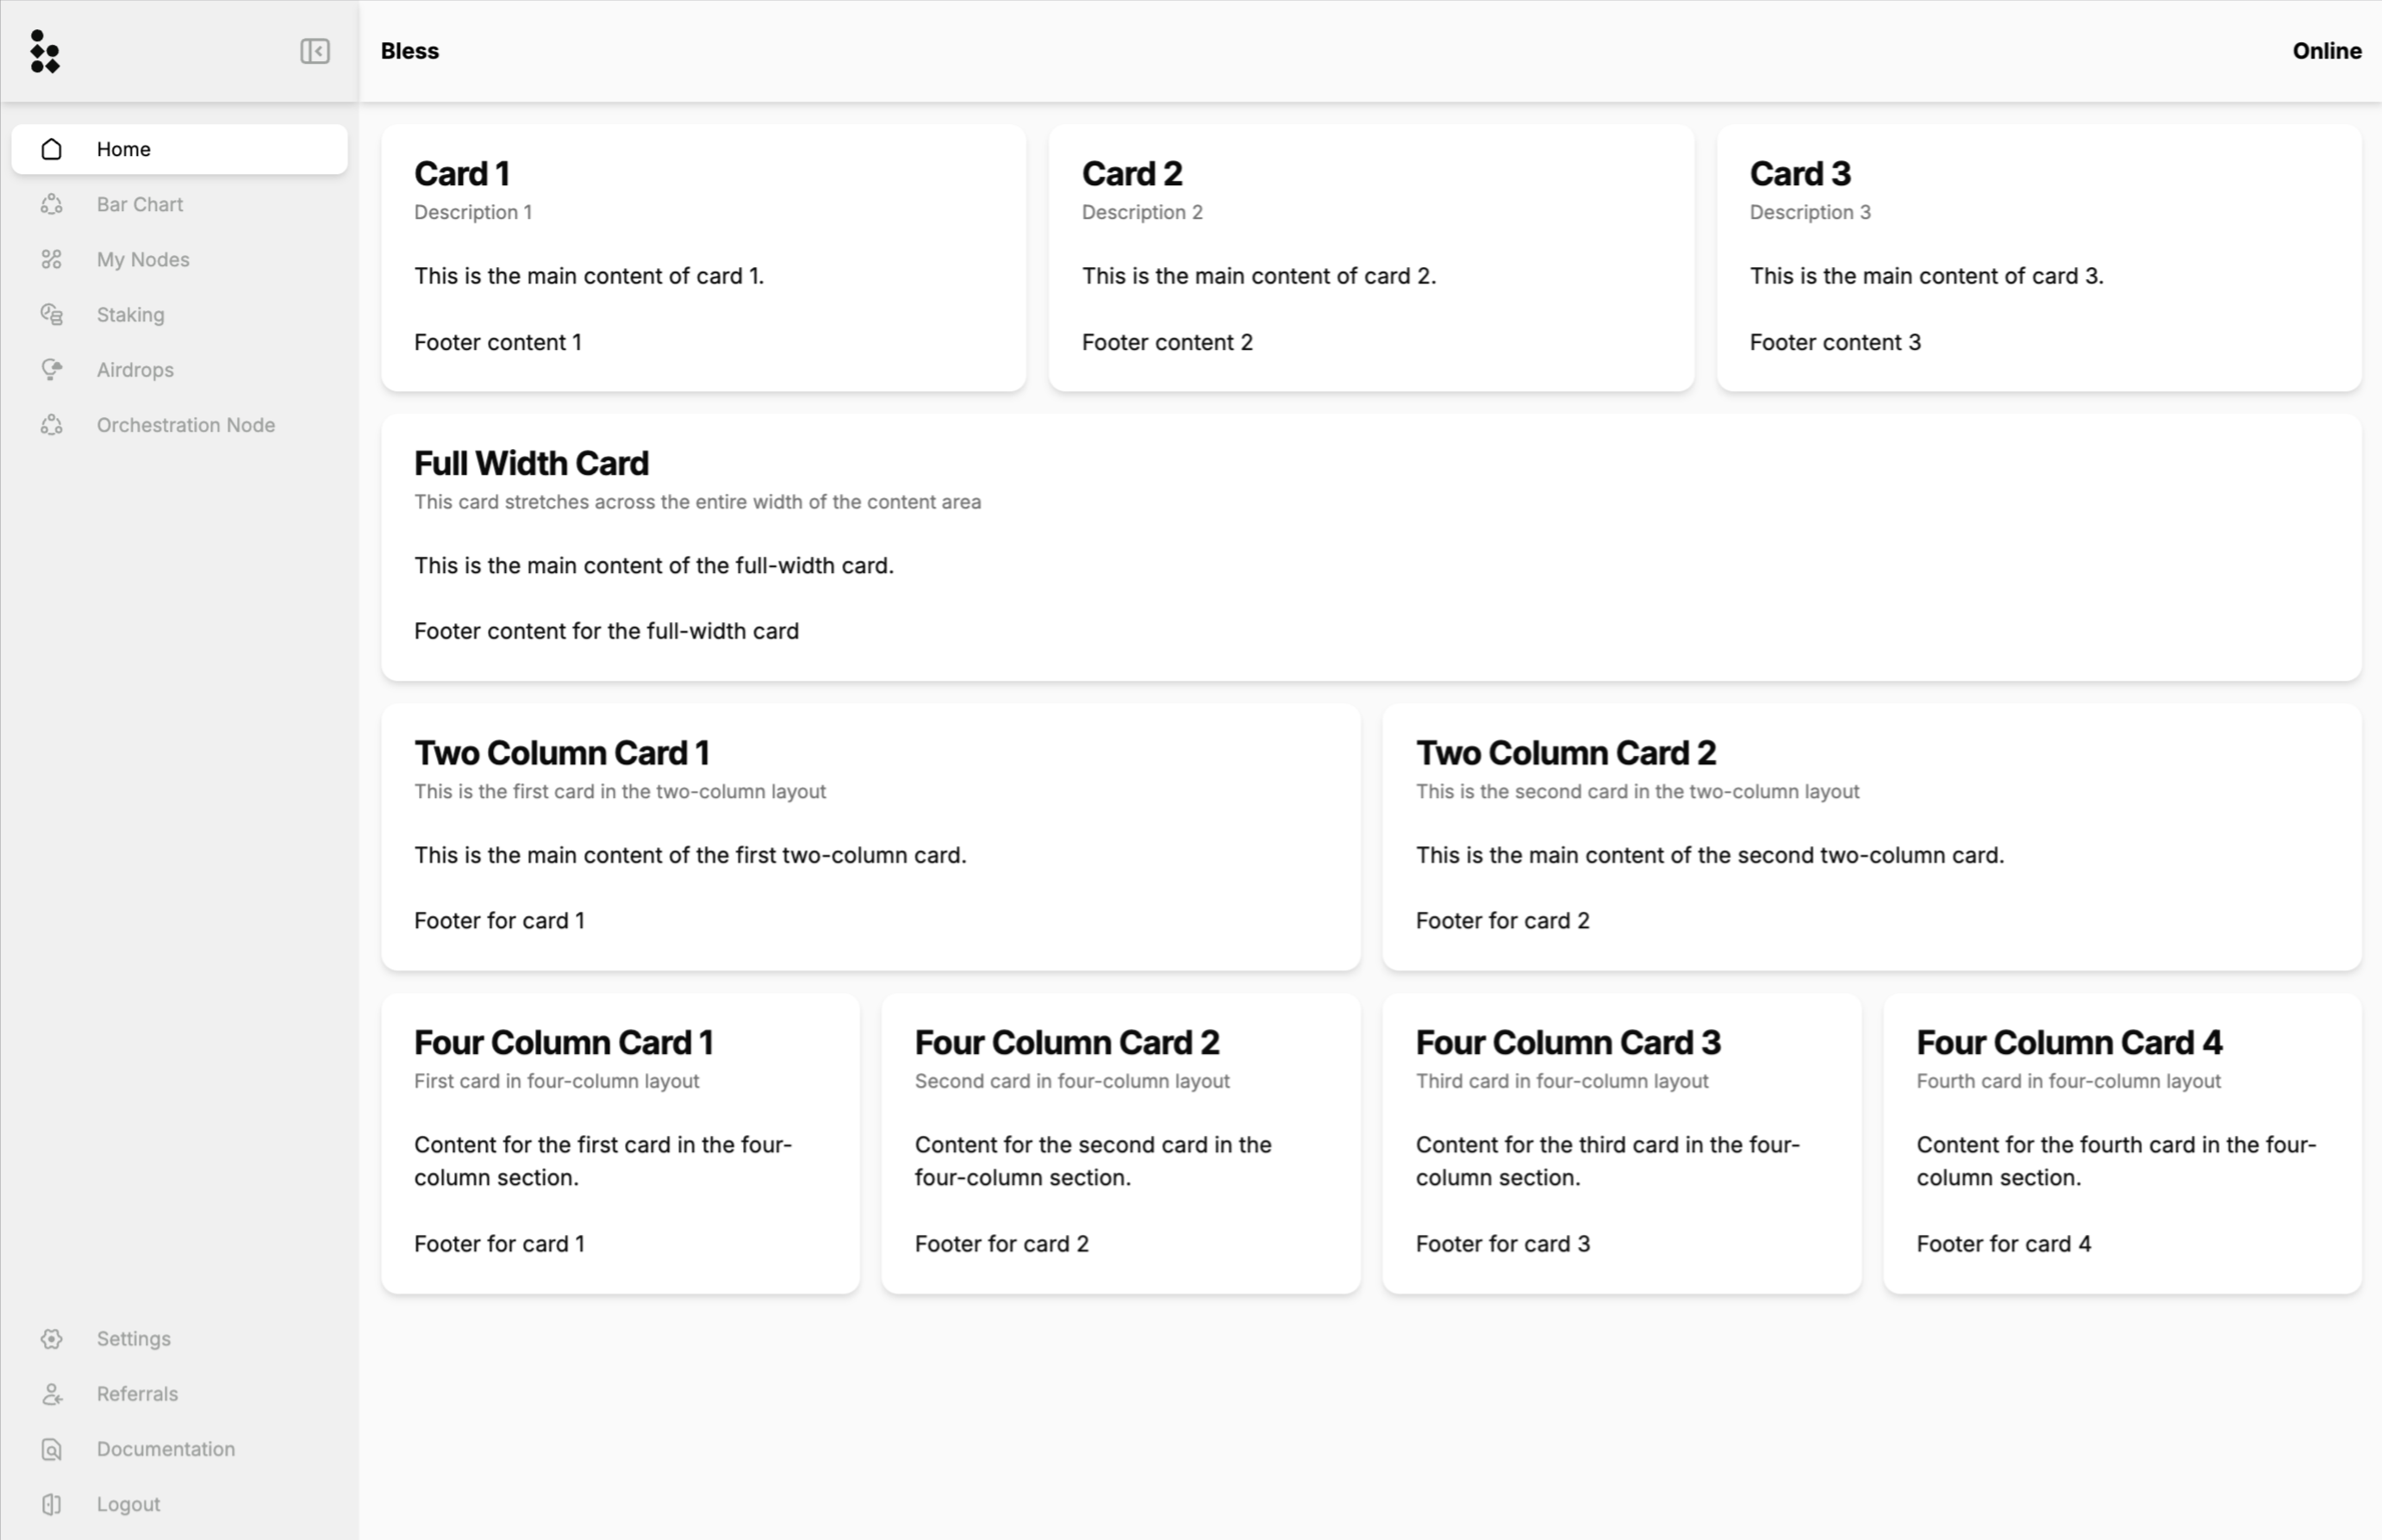 Bless
Online
Home
Bar Chart
My Nodes
Staking
Airdrops
Orchestration Node
Settings
Referrals
Documentation
Logout
Card 1
Description 1
This is the main content of card 1.
Footer content 1
Card 2
Description 2
This is the main content of card 2.
Footer content 2
Card 3
Description 3
This is the main content of card 3.
Footer content 3
Full Width Card
This card stretches across the entire width of the content area
This is the main content of the full-width card.
Footer content for the full-width card
Two Column Card 1
This is the first card in the two-column layout
This is the main content of the first two-column card.
Footer for card 1
Two Column Card 2
This is the second card in the two-column layout
This is the main content of the second two-column card.
Footer for card 2
Four Column Card 1
First card in four-column layout
Content for the first card in the four-
column section.
Footer for card 1
Four Column Card 2
Second card in four-column layout
Content for the second card in the
four-column section.
Footer for card 2
Four Column Card 3
Third card in four-column layout
Content for the third card in the four-
column section.
Footer for card 3
Four Column Card 4
Fourth card in four-column layout
Content for the fourth card in the four-
column section.
Footer for card 4